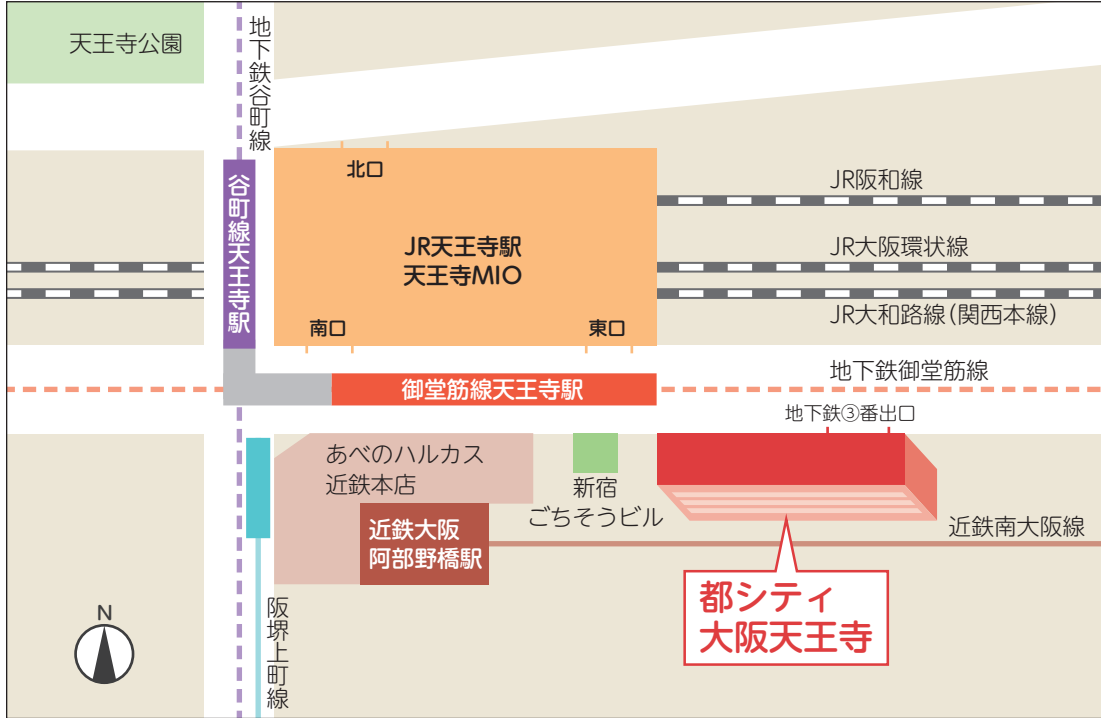 天王寺公園
地下鉄谷町線
北口
JR阪和線
谷町線天王寺駅
JR天王寺駅
天王寺MIO
JR大阪環状線
JR大和路線(関西本線)
南口
東口
地下鉄御堂筋線
御堂筋線天王寺駅
地下鉄③番出口
あべのハルカス
近鉄本店
新宿
ごちそうビル
近鉄大阪
阿部野橋駅
近鉄南大阪線
都シティ
大阪天王寺
阪堺上町線
N